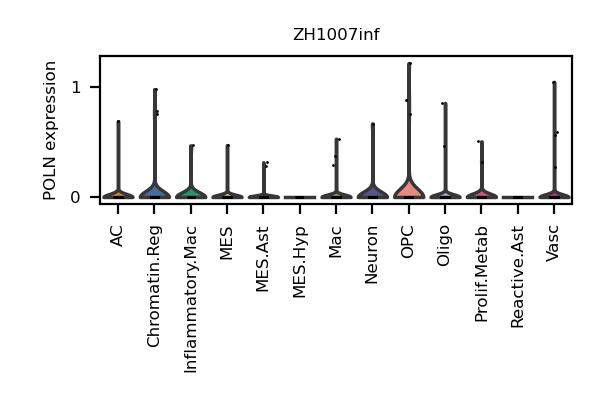 ZH1007inf
POLN expression
1
0
AC
Chromatin.Reg
Inflammatory.Mac
MES
MES.Ast
MES.Hyp
Mac
Neuron
OPC
Oligo
Prolif.Metab
Reactive.Ast
Vasc